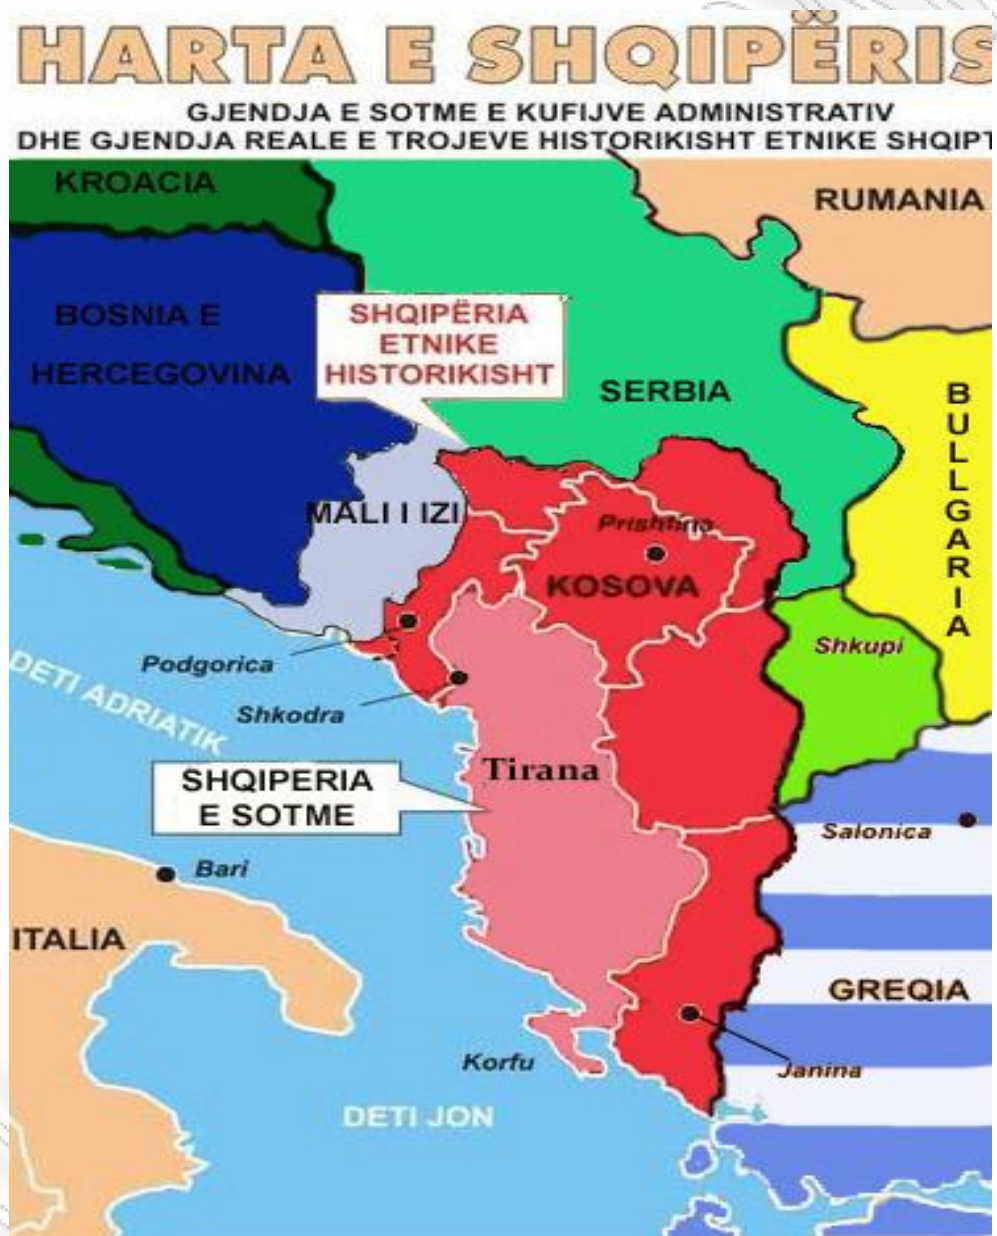 HARTA E SHQIPËRIS
GJENDJA E SOTME E KUFIJVE ADMINISTRATIV
DHE GJENDJA REALE E TROJEVE HISTORIKISHT ETNIKE SHQIPT
KROACIA
RUMANIA
BOSNIA E
HERCEGOVINA
SHQIPËRIA
ETNIKE
HISTORIKISHT
SERBIA
BULLGARIA
MALI I IZI
Prishtina
KOSOVA
Podgorica
Shkupi
Shkodra
DETI ADRIATIK
SHQIPERIA
E SOTME
Tirana
Salonica
Bari
ITALIA
GREQIA
Korfu
Janina
DETI JON